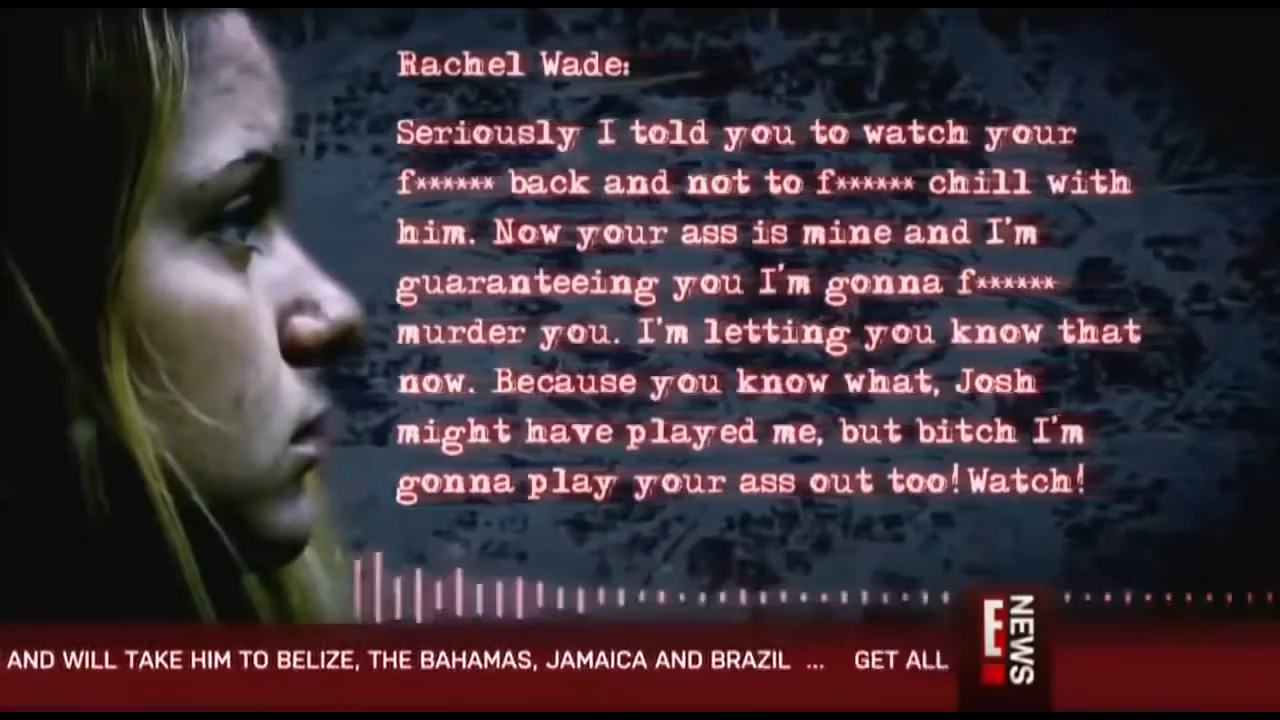 Rachel Wade:
Seriously I told you to watch your
f****** back and not to f****** chill with
him. Now your ass is mine and I'm
guaranteeing you I'm gonna f******
murder you. I'm letting you know that
now. Because you know what, Josh
might have played me, but bitch I'm
gonna play your ass out too! Watch!
AND WILL TAKE HIM TO BELIZE, THE BAHAMAS, JAMAICA AND BRAZIL ... GET ALL
E! NEWS